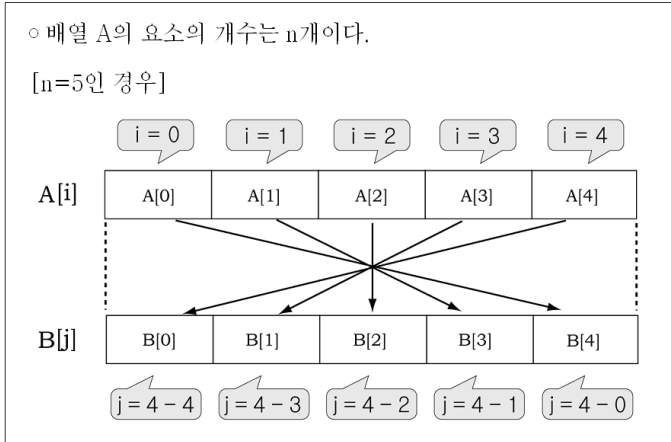 ○ 배열 A의 요소의 개수는 n개이다.
[n=5인 경우]
i = 0 i = 1 i = 2 i = 3 i = 4
A[i] A[0] A[1] A[2] A[3] A[4]
B[j] B[0] B[1] B[2] B[3] B[4]
j = 4 - 4 j = 4 - 3 j = 4 - 2 j = 4 - 1 j = 4 - 0